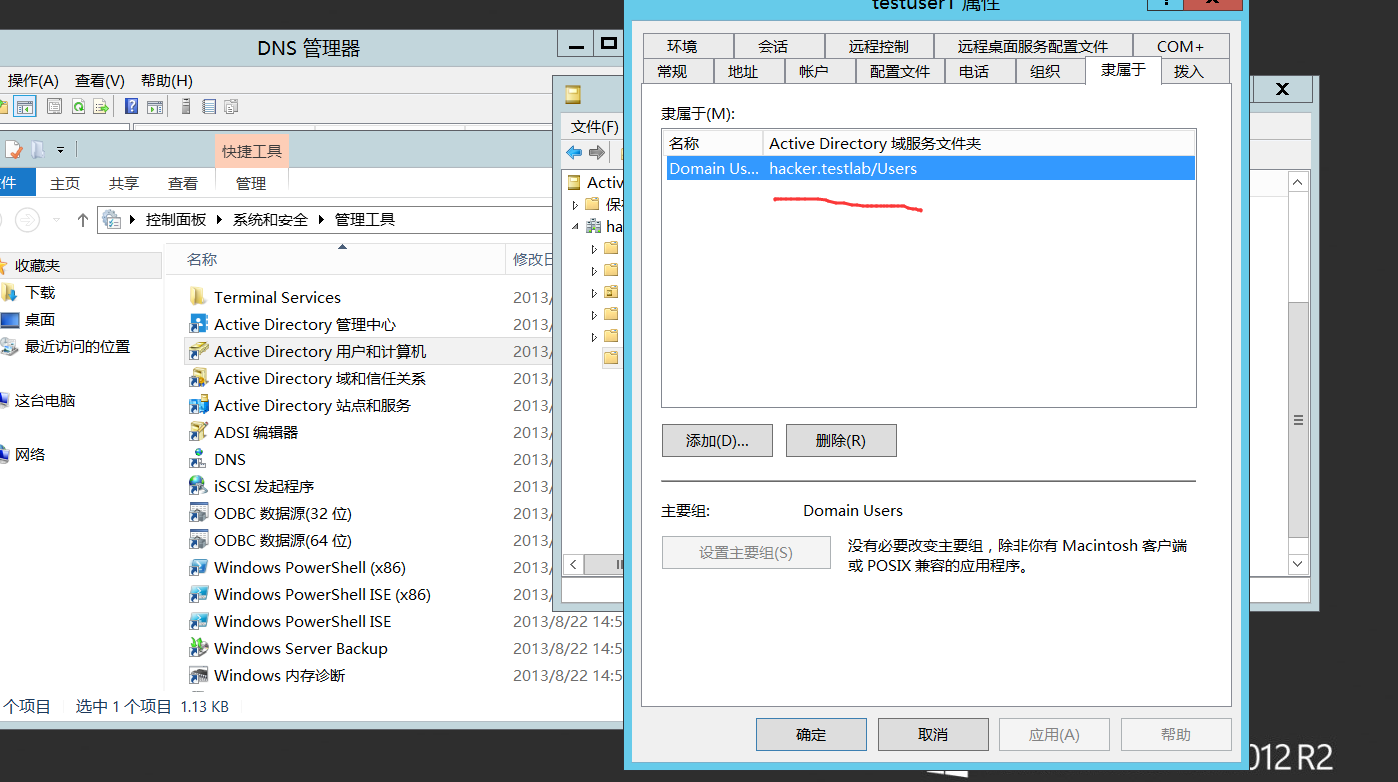 testuser1 属性
DNS 管理器
操作(A) 查看(V) 帮助(H)
快捷工具
主页 共享 查看 管理
控制面板 系统和安全 管理工具
收藏夹
下载
桌面
最近访问的位置
这台电脑
网络
名称
Terminal Services 2013/
Active Directory 管理中心 2013/
Active Directory 用户和计算机 2013/
Active Directory 域和信任关系 2013/
Active Directory 站点和服务 2013/
ADSI 编辑器 2013/
DNS 2013/
iSCSI 发起程序 2013/
ODBC 数据源(32 位) 2013/
ODBC 数据源(64 位) 2013/
Windows PowerShell (x86) 2013/
Windows PowerShell ISE (x86) 2013/
Windows PowerShell ISE 2013/8/22 14:5
Windows Server Backup 2013/8/22 14:5
Windows 内存诊断 2013/8/22 14:5
个项目 选中 1 个项目 1.13 KB
文件(F)
环境 会话 远程控制 远程桌面服务配置文件 COM+
常规 地址 帐户 配置文件 电话 组织 隶属于 拨入
隶属于(M):
名称 Active Directory 域服务文件夹
Domain Us... hacker.testlab/Users
添加(D)... 删除(R)
主要组: Domain Users
设置主要组(S)
没有必要改变主要组，除非你有 Macintosh 客户端
或 POSIX 兼容的应用程序。
确定 取消 应用(A) 帮助
012 R2